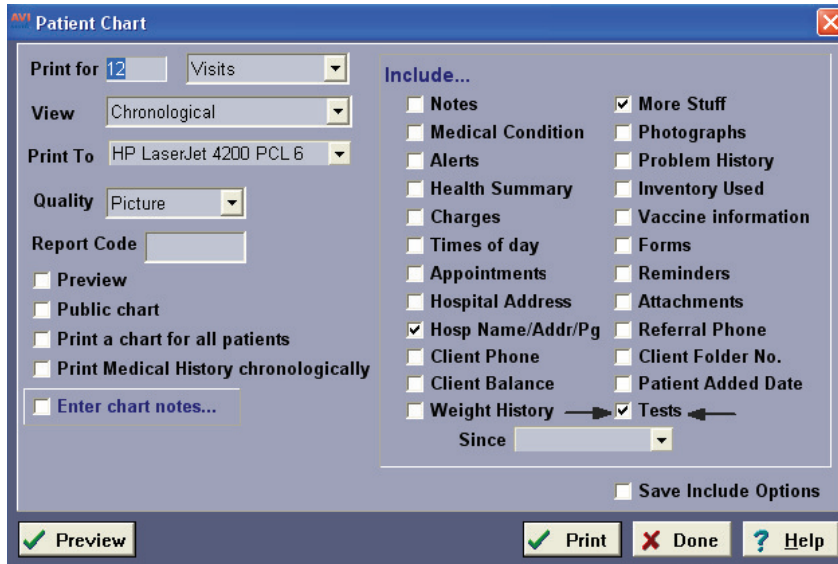 AVI Patient Chart
Print for 12 Visits
View Chronological
Print To HP LaserJet 4200 PCL 6
Quality Picture
Report Code
Preview
Public chart
Print a chart for all patients
Print Medical History chronologically
Enter chart notes...
Include...
Notes
Medical Condition
Alerts
Health Summary
Charges
Times of day
Appointments
Hospital Address
Hosp Name/Addr/Pg
Client Phone
Client Balance
Weight History
More Stuff
Photographs
Problem History
Inventory Used
Vaccine information
Forms
Reminders
Attachments
Referral Phone
Client Folder No.
Patient Added Date
Tests
Since
Save Include Options
Preview
Print
Done
Help